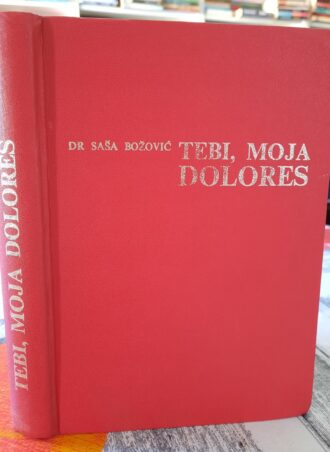 DR SAŠA BOŽOVIĆ TEBI, MOJA
DOLORES
TEBI, MOJA DOLORES